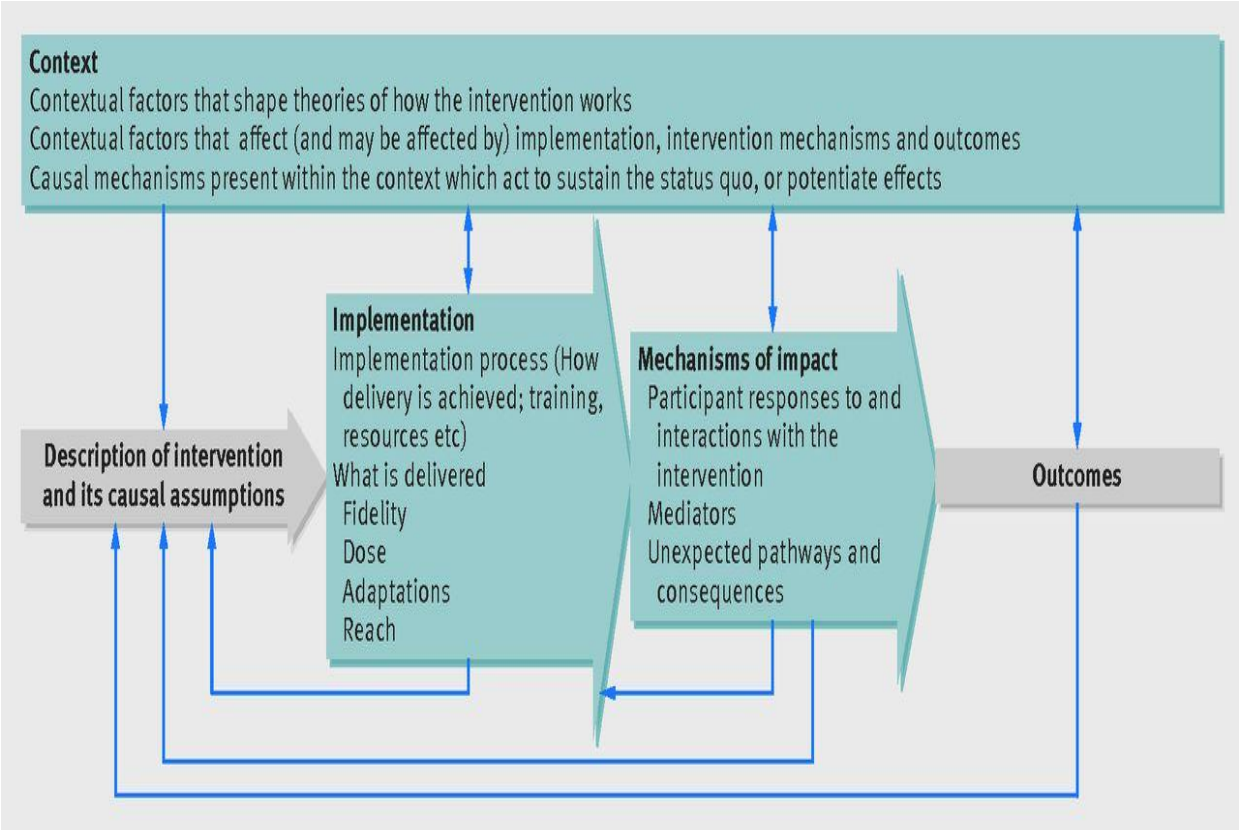 Context
Contextual factors that shape theories of how the intervention works
Contextual factors that affect (and may be affected by) implementation, intervention mechanisms and outcomes
Causal mechanisms present within the context which act to sustain the status quo, or potentiate effects
Description of intervention
and its causal assumptions
Implementation
Implementation process (How
delivery is achieved; training,
resources etc)
What is delivered
Fidelity
Dose
Adaptations
Reach
Mechanisms of impact
Participant responses to and
interactions with the
intervention
Mediators
Unexpected pathways and
consequences
Outcomes